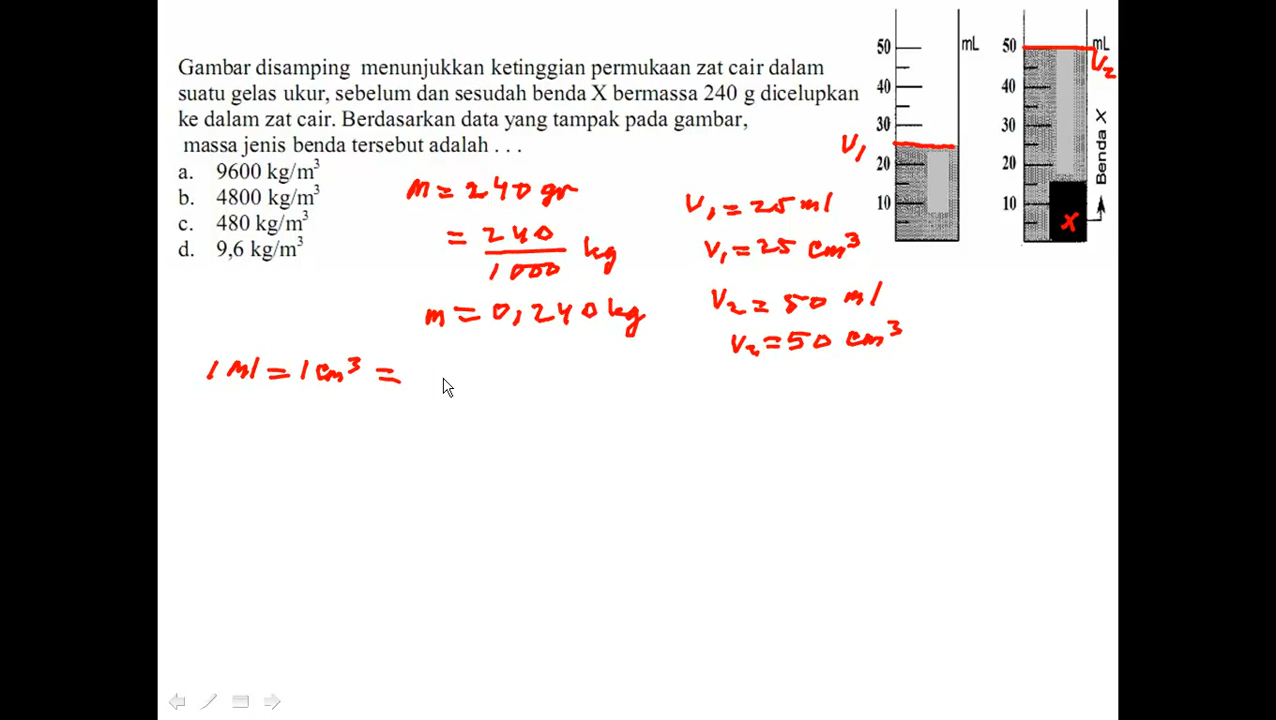 Gambar disamping menunjukkan ketinggian permukaan zat cair dalam
suatu gelas ukur, sebelum dan sesudah benda X bermassa 240 g dicelupkan
ke dalam zat cair. Berdasarkan data yang tampak pada gambar,
massa jenis benda tersebut adalah . . .
a. 9600 kg/m³
b. 4800 kg/m³
c. 480 kg/m³
d. 9,6 kg/m³
m = 240 gr
= 240/1000 kg
m = 0,240 kg
V₁ = 25 ml
V₁ = 25 cm³
V₂ = 50 ml
V₂ = 50 cm³
1 Ml = 1 cm³ =
mL
50
40
30
20
10
V₁
mL
50
40
30
20
10
V₂
X
Benda X